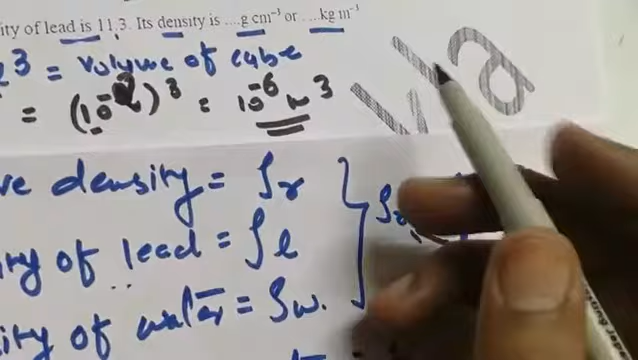 ity of lead is 11.3. Its density is ....g cm⁻³ or ....kg m⁻³
3 = volume of cube
= (10⁻²)³ = 10⁻⁶ m³
ve density = ρr
ity of lead = ρl
ity of water = ρw.